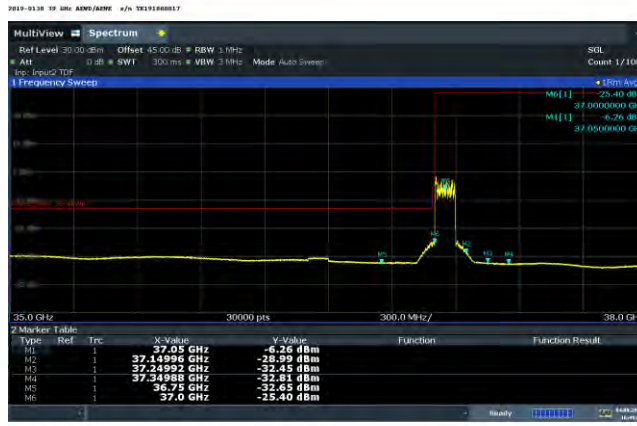 2019-0138 39 GHz AEWD/AEWE s/n YK191800817
MultiView Spectrum
Ref Level 30.00 dBm Offset 45.00 dB RBW 1 MHz SGL
Att 0 dB SWT 300 ms VBW 3 MHz Mode Auto Sweep Count 1/100
Inp: Input2 TDF
1 Frequency Sweep 1Rm Avg
M6[1] -25.40 dB
37.0000000 G
M1[1] -6.26 dB
37.0500000 G
M6
M2
M5
M3
M4
35.0 GHz 30000 pts 300.0 MHz/ 38.0 GH
2 Marker Table
Type Ref Trc X-Value Y-Value Function Function Result
M1 1 37.05 GHz -6.26 dBm
M2 1 37.14996 GHz -28.99 dBm
M3 1 37.24992 GHz -32.45 dBm
M4 1 37.34988 GHz -32.81 dBm
M5 1 36.75 GHz -32.65 dBm
M6 1 37.0 GHz -25.40 dBm
Ready